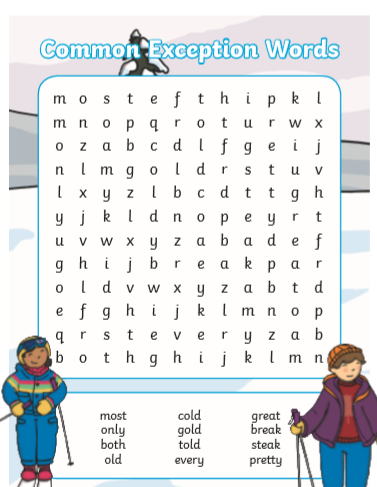 Common Exception Words
m o s t e f t h i p k l
m n o p q r o t u r w x
o z a b c d l f g e i j
n l m g o l d r s t u v
l x y z l b c d t t g h
y j k l d n o p e y r t
u v w x y z a b a d e f
g h i j b r e a k p a r
o l d v w x y z a b t d
e f g h i j k l m n o p
q r s t e v e r y z a b
b o t h g h i j k l m n
most cold great
only gold break
both told steak
old every pretty